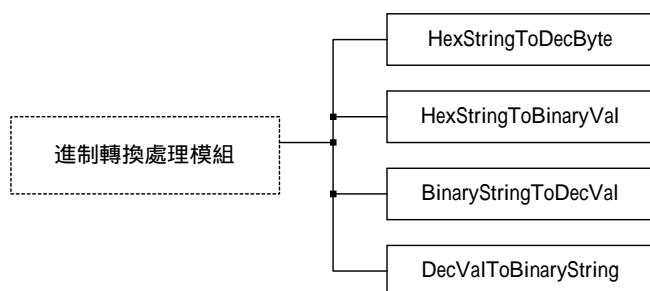 HexStringToDecByte
HexStringToBinaryVal
進制轉換處理模組
BinaryStringToDecVal
DecValToBinaryString